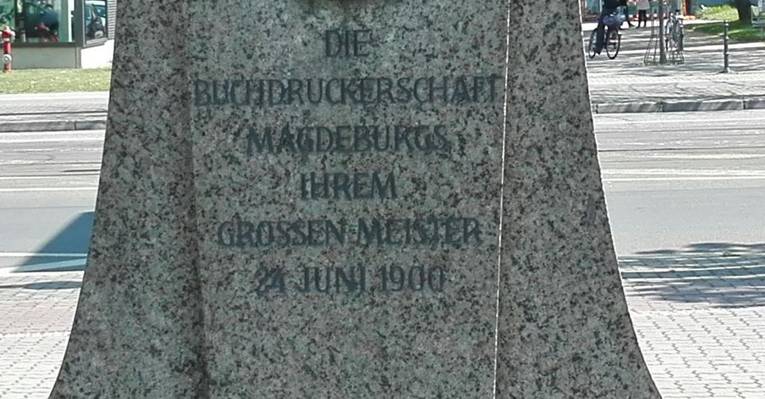 DIE
BUCHDRUCKERSCHAFT
MAGDEBURGS
IHREM
GROSSEN MEISTER
24 JUNI 1900